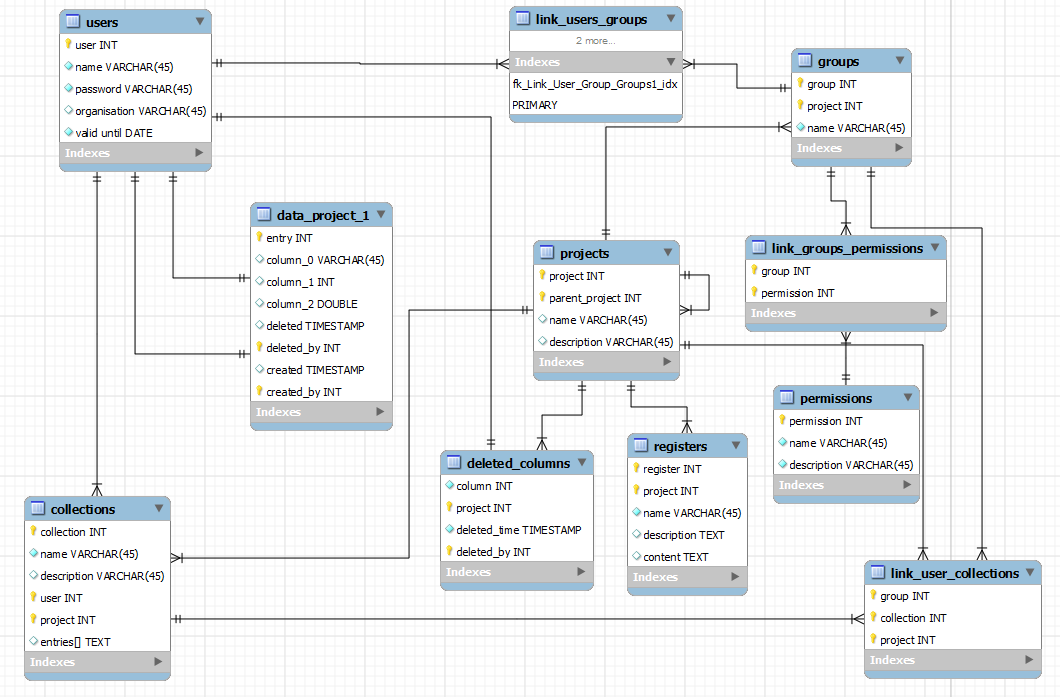 users
user INT
name VARCHAR(45)
password VARCHAR(45)
organisation VARCHAR(45)
valid until DATE
Indexes
link_users_groups
2 more...
Indexes
fk_Link_User_Group_Groups1_idx
PRIMARY
groups
group INT
project INT
name VARCHAR(45)
Indexes
data_project_1
entry INT
column_0 VARCHAR(45)
column_1 INT
column_2 DOUBLE
deleted TIMESTAMP
deleted_by INT
created TIMESTAMP
created_by INT
Indexes
projects
project INT
parent_project INT
name VARCHAR(45)
description VARCHAR(45)
Indexes
link_groups_permissions
group INT
permission INT
Indexes
permissions
permission INT
name VARCHAR(45)
description VARCHAR(45)
Indexes
collections
collection INT
name VARCHAR(45)
description VARCHAR(45)
user INT
project INT
entries[] TEXT
Indexes
deleted_columns
column INT
project INT
deleted_time TIMESTAMP
deleted_by INT
Indexes
registers
register INT
project INT
name VARCHAR(45)
description TEXT
content TEXT
Indexes
link_user_collections
group INT
collection INT
project INT
Indexes